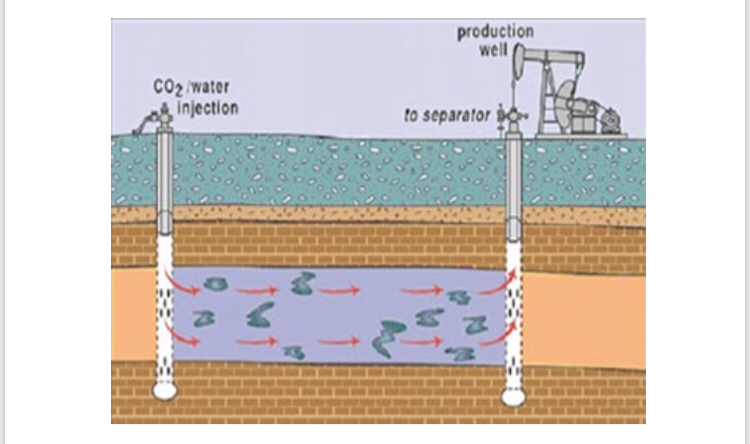 production
well
CO₂/water
injection
to separator